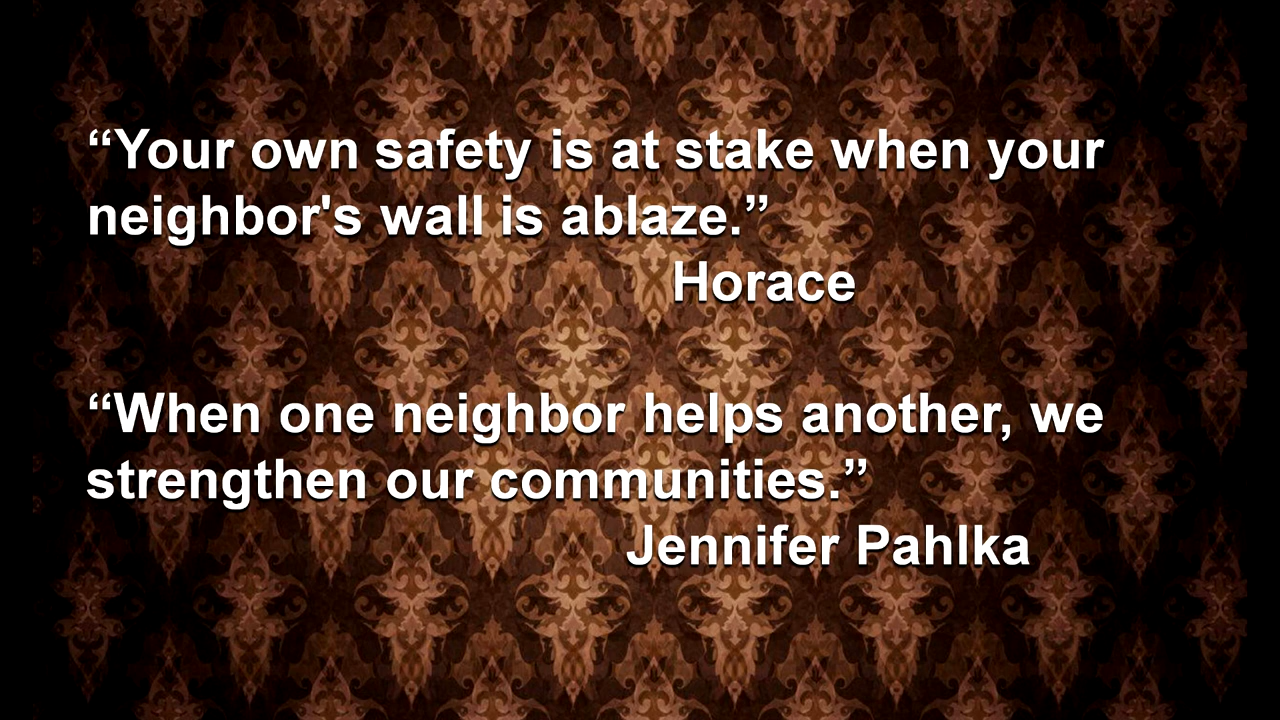 “Your own safety is at stake when your
neighbor's wall is ablaze.”
Horace
“When one neighbor helps another, we
strengthen our communities.”
Jennifer Pahlka